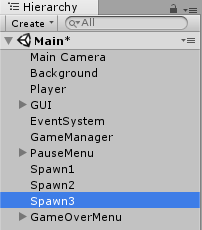 Hierarchy
Create All
Main*
Main Camera
Background
Player
GUI
EventSystem
GameManager
PauseMenu
Spawn1
Spawn2
Spawn3
GameOverMenu